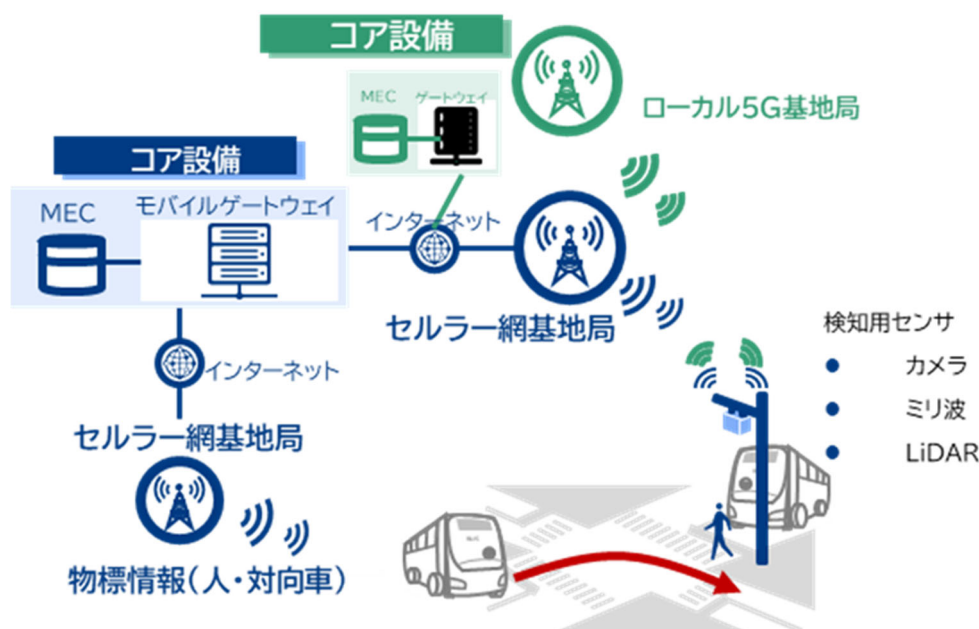 コア設備
MEC
ゲートウェイ
ローカル5G基地局
コア設備
MEC
モバイルゲートウェイ
インターネット
セルラー網基地局
検知用センサ
● カメラ
● ミリ波
● LiDAR
インターネット
セルラー網基地局
物標情報（人・対向車）